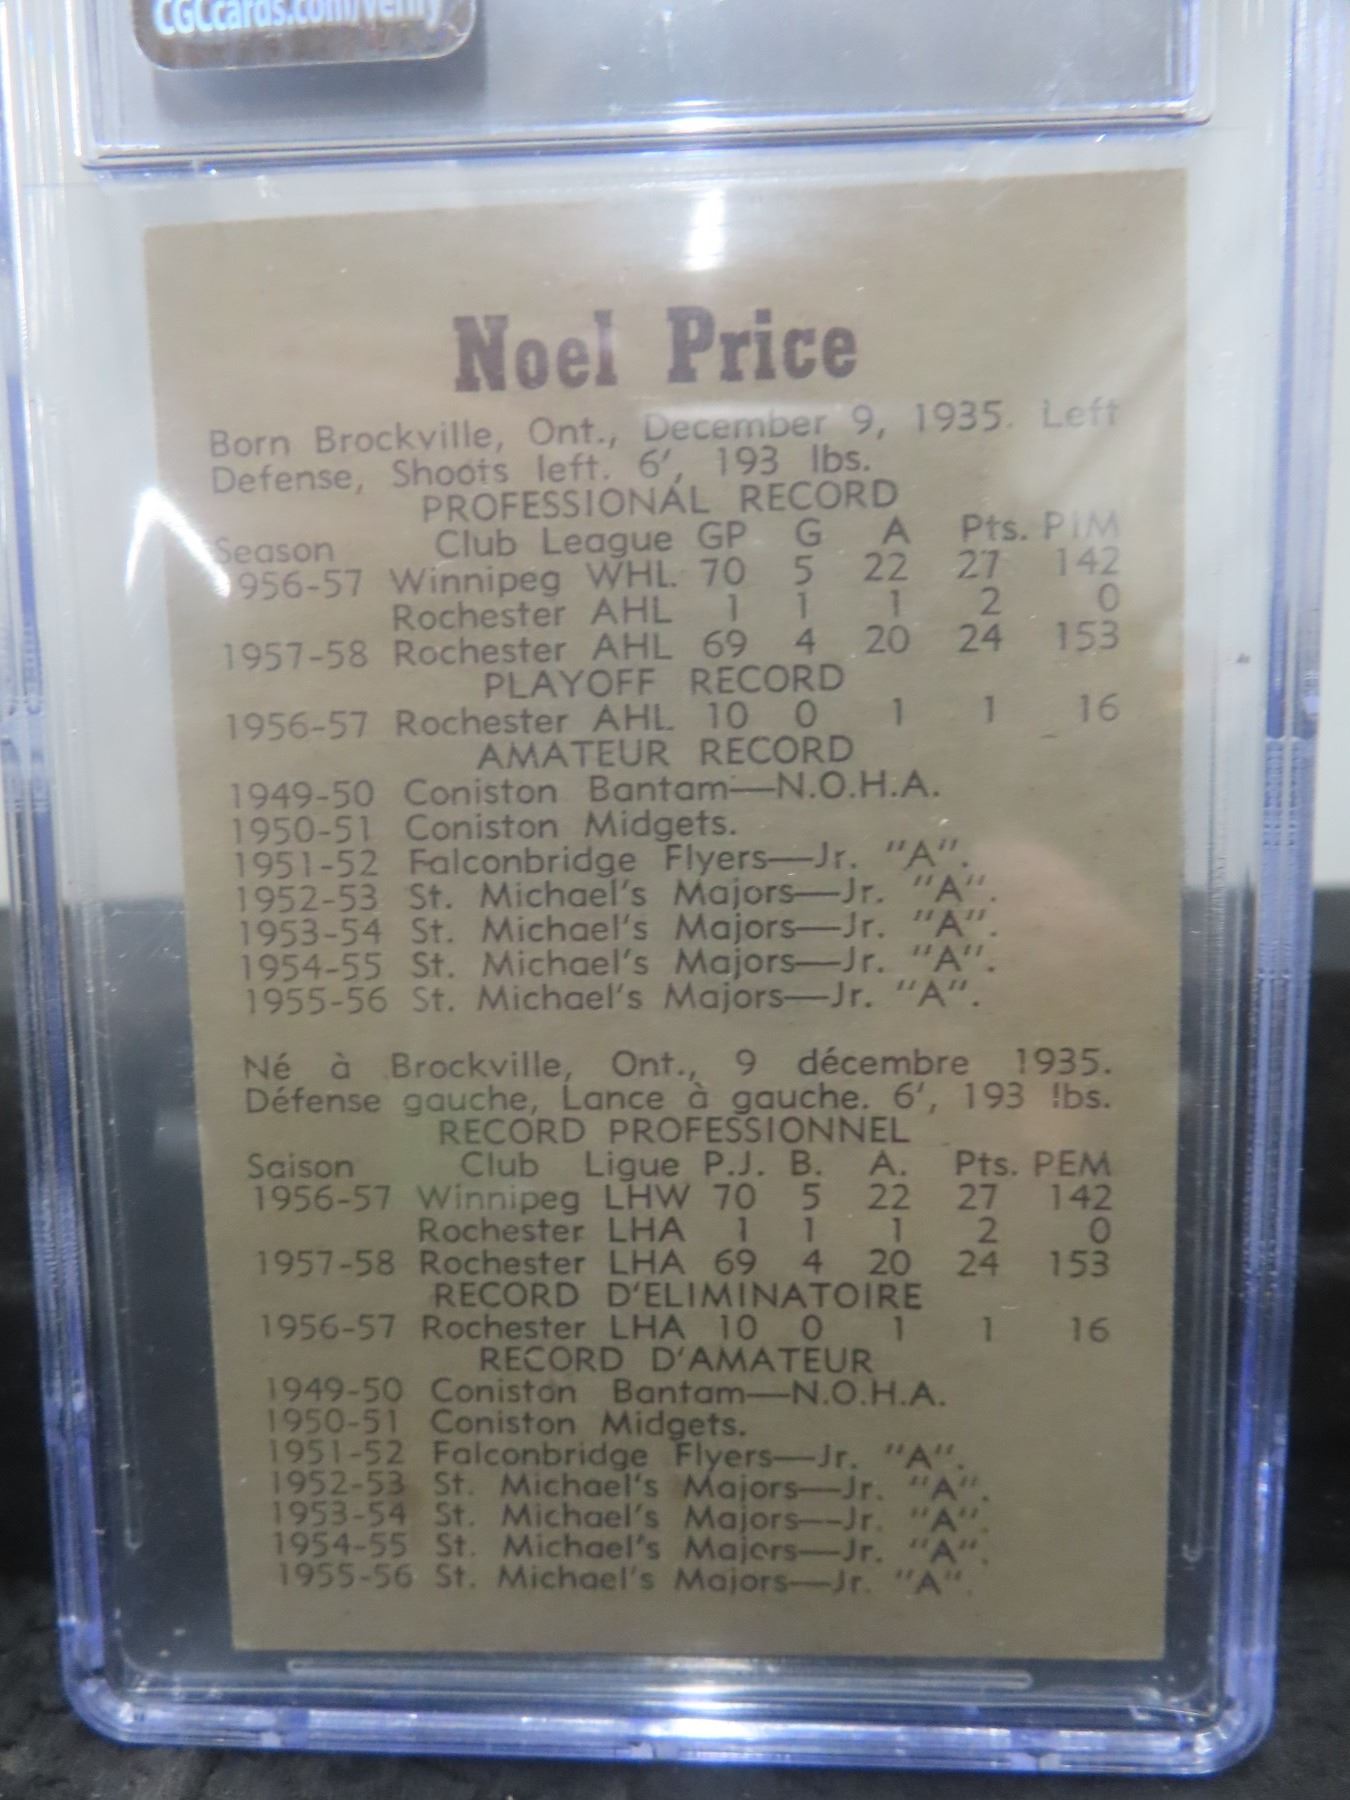 CGCcards.com/verify
Noel Price
Born Brockville, Ont., December 9, 1935. Left
Defense, Shoots left. 6', 193 lbs.
PROFESSIONAL RECORD
Season Club League GP G A Pts. PIM
956-57 Winnipeg WHL. 70 5 22 27 142
Rochester AHL 1 1 1 2 0
1957-58 Rochester AHL 69 4 20 24 153
PLAYOFF RECORD
1956-57 Rochester AHL 10 0 1 1 16
AMATEUR RECORD
1949-50 Coniston Bantam—N.O.H.A.
1950-51 Coniston Midgets.
1951-52 Falconbridge Flyers—Jr. "A".
1952-53 St. Michael's Majors—Jr. "A".
1953-54 St. Michael's Majors—Jr. "A".
1954-55 St. Michael's Majors—Jr. "A".
1955-56 St. Michael's Majors—Jr. "A".
Né à Brockville, Ont., 9 décembre 1935.
Défense gauche, Lance à gauche. 6', 193 lbs.
RECORD PROFESSIONNEL
Saison Club Ligue P.J. B. A. Pts. PEM
1956-57 Winnipeg LHW 70 5 22 27 142
Rochester LHA 1 1 1 2 0
1957-58 Rochester LHA 69 4 20 24 153
RECORD D'ELIMINATOIRE
1956-57 Rochester LHA 10 0 1 1 16
RECORD D'AMATEUR
1949-50 Coniston Bantam—N.O.H.A.
1950-51 Coniston Midgets.
1951-52 Falconbridge Flyers—Jr. "A".
1952-53 St. Michael's Majors—Jr. "A".
1953-54 St. Michael's Majors—Jr. "A".
1954-55 St. Michael's Majors—Jr. "A".
1955-56 St. Michael's Majors—Jr. "A".